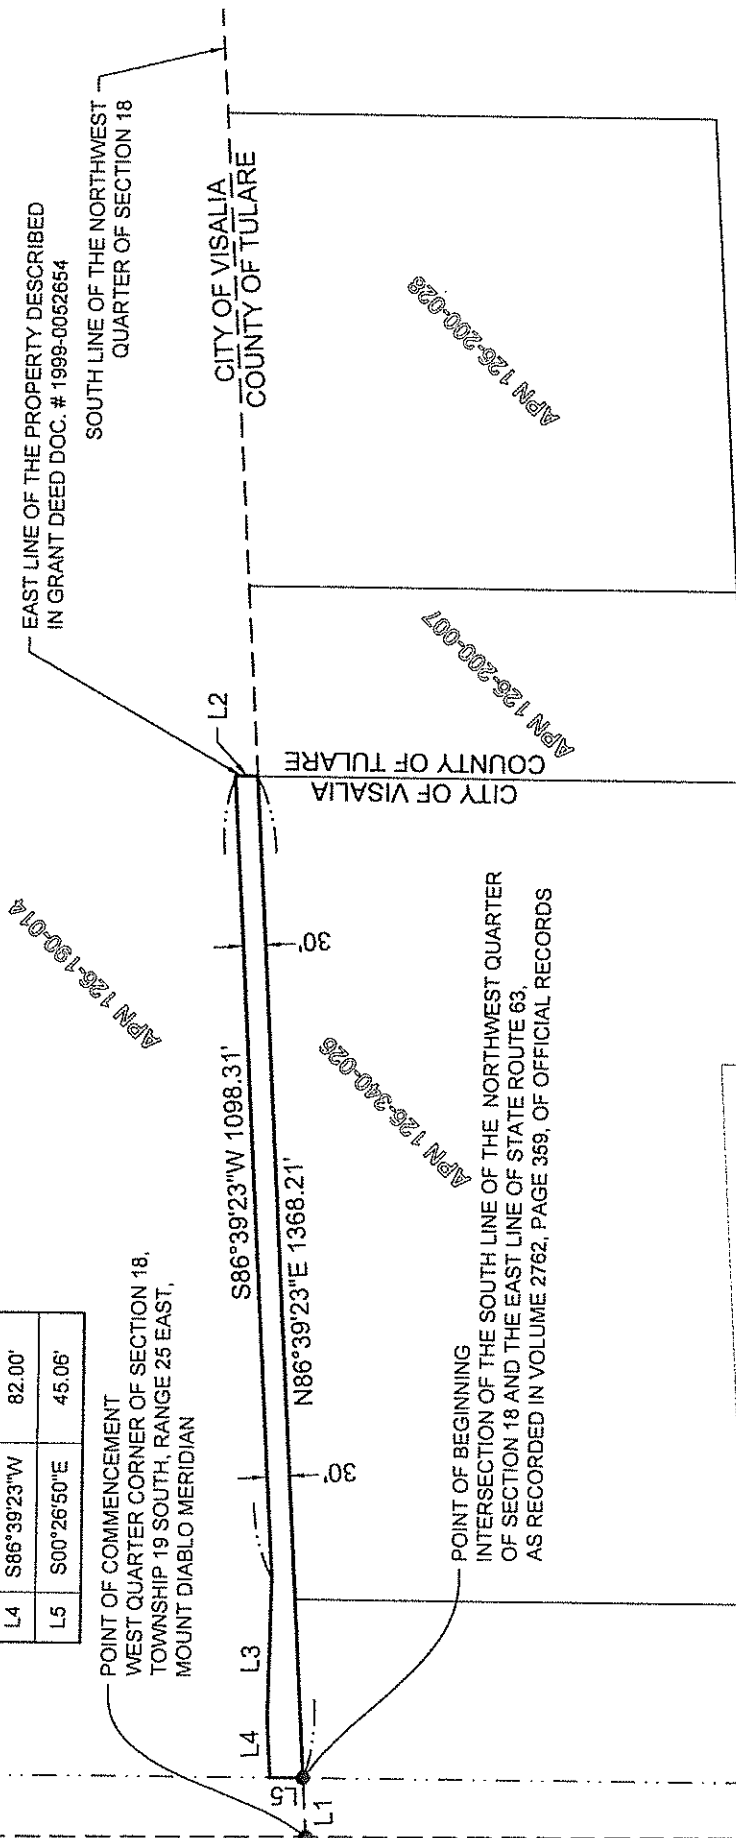 EAST LINE OF THE PROPERTY DESCRIBED
IN GRANT DEED DOC. # 1999-0052654
SOUTH LINE OF THE NORTHWEST
QUARTER OF SECTION 18
CITY OF VISALIA
COUNTY OF TULARE
APN 126-200-028
L2
APN 126-200-007
COUNTY OF TULARE
CITY OF VISALIA
APN 126-190-014
30'
S86°39'23"W 1098.31'
N86°39'23"E 1368.21'
30'
APN 126-340-026
L4 S86°39'23"W 82.00'
L5 S00°26'50"E 45.06'
POINT OF COMMENCEMENT
WEST QUARTER CORNER OF SECTION 18,
TOWNSHIP 19 SOUTH, RANGE 25 EAST,
MOUNT DIABLO MERIDIAN
POINT OF BEGINNING
INTERSECTION OF THE SOUTH LINE OF THE NORTHWEST QUARTER
OF SECTION 18 AND THE EAST LINE OF STATE ROUTE 63,
AS RECORDED IN VOLUME 2762, PAGE 359, OF OFFICIAL RECORDS
L3
L4
L5
L1